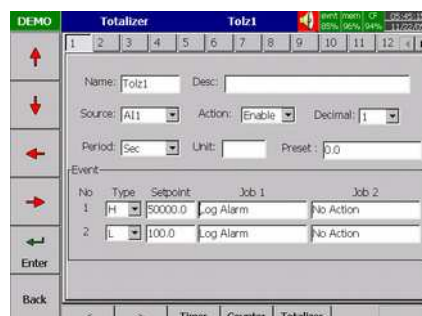 DEMO Totalizer Tolz1 evnt mem CF
85% 96% 94%
1 2 3 4 5 6 7 8 9 10 11 12
Name: Tolz1 Desc:
Source: AI1 Action: Enable Decimal: 1
Period: Sec Unit: Preset : 0.0
Event
No Type Setpoint Job 1 Job 2
1 H 50000.0 Log Alarm No Action
2 L 100.0 Log Alarm No Action
Enter
Back
Timer Counter Totalizer